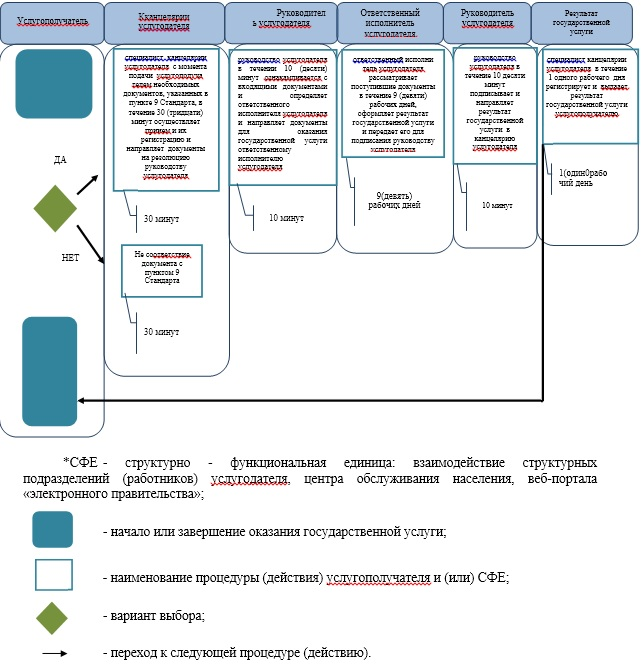 Услугополучатель
Кканцелярии
услугодателя
Руководител
ь услугодателя
Ответственный
исполнитель
услугодателя.
Руководитель
услугодателя
Результат
государственной
услуги
специалист канцелярии
услугодателя с момента
подачи услугополуча
телем необходимых
документов, указанных в
пункте 9 Стандарта, в
течение 30 (тридцати)
минут осуществляет
прием и их
регистрацию и
направляет документы
на резолюцию
руководству
услугодателя
30 минут
Не соответствие
документа с
пунктом 9
Стандарта
30 минут
руководство услугодателя
в течении 10 (десяти)
минут ознакамливается с
входящими документами
и определяет
ответственного
исполнителя услугодателя
и направляет документы
для оказания
государственной услуги
ответственному
исполнителю
услугодателя
10 минут
ответственный исполни
тель услугодателя
рассматривает
поступившие документы
в течение 9 (девяти)
рабочих дней,
оформляет результат
государственной услуги
и передает его для
подписания руководству
услугодателя
9(девять)
рабочих дней
руководство
услугодателя в
течение 10 десяти
минут
подписывает и
направляет
результат
государственной
услуги в
канцелярию
услугодателя
10 минут
специалист канцелярии
услугодателя в течение
1 одного рабочего дня
регистрирует и выдает
результат
государственной услуги
услугополучателю
1(один0рабо
чий день
ДА
НЕТ
*СФЕ - структурно - функциональная единица: взаимодействие структурных
подразделений (работников) услугодателя, центра обслуживания населения, веб-портала
«электронного правительства»;
- начало или завершение оказания государственной услуги;
- наименование процедуры (действия) услугополучателя и (или) СФЕ;
- вариант выбора;
- переход к следующей процедуре (действию).